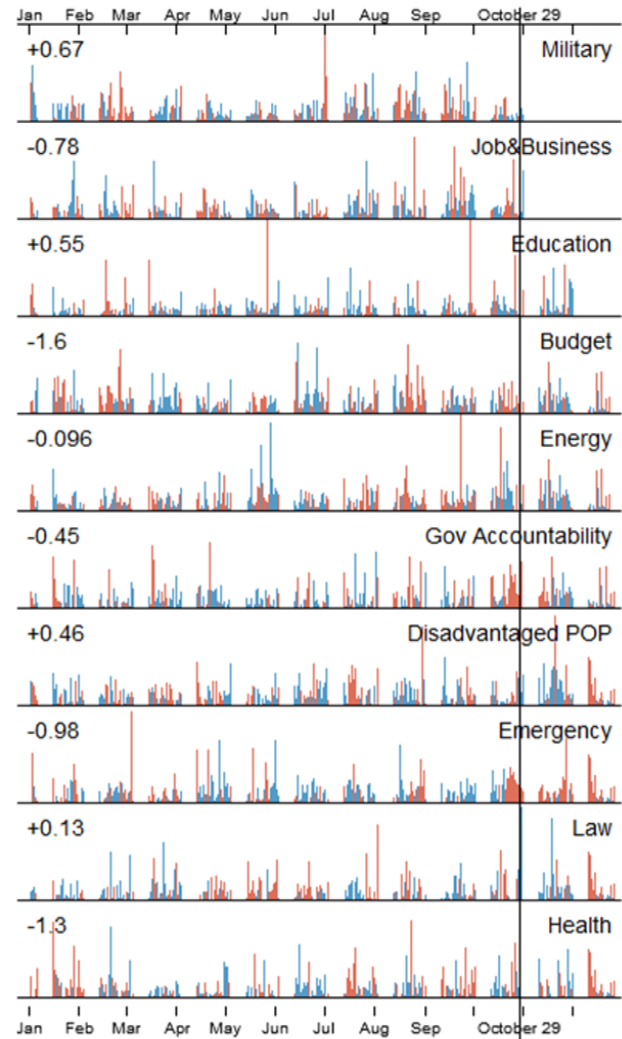 Jan Feb Mar Apr May Jun Jul Aug Sep October 29
+0.67 Military
-0.78 Job&Business
+0.55 Education
-1.6 Budget
-0.096 Energy
-0.45 Gov Accountability
+0.46 Disadvantaged POP
-0.98 Emergency
+0.13 Law
-1.3 Health
Jan Feb Mar Apr May Jun Jul Aug Sep October 29